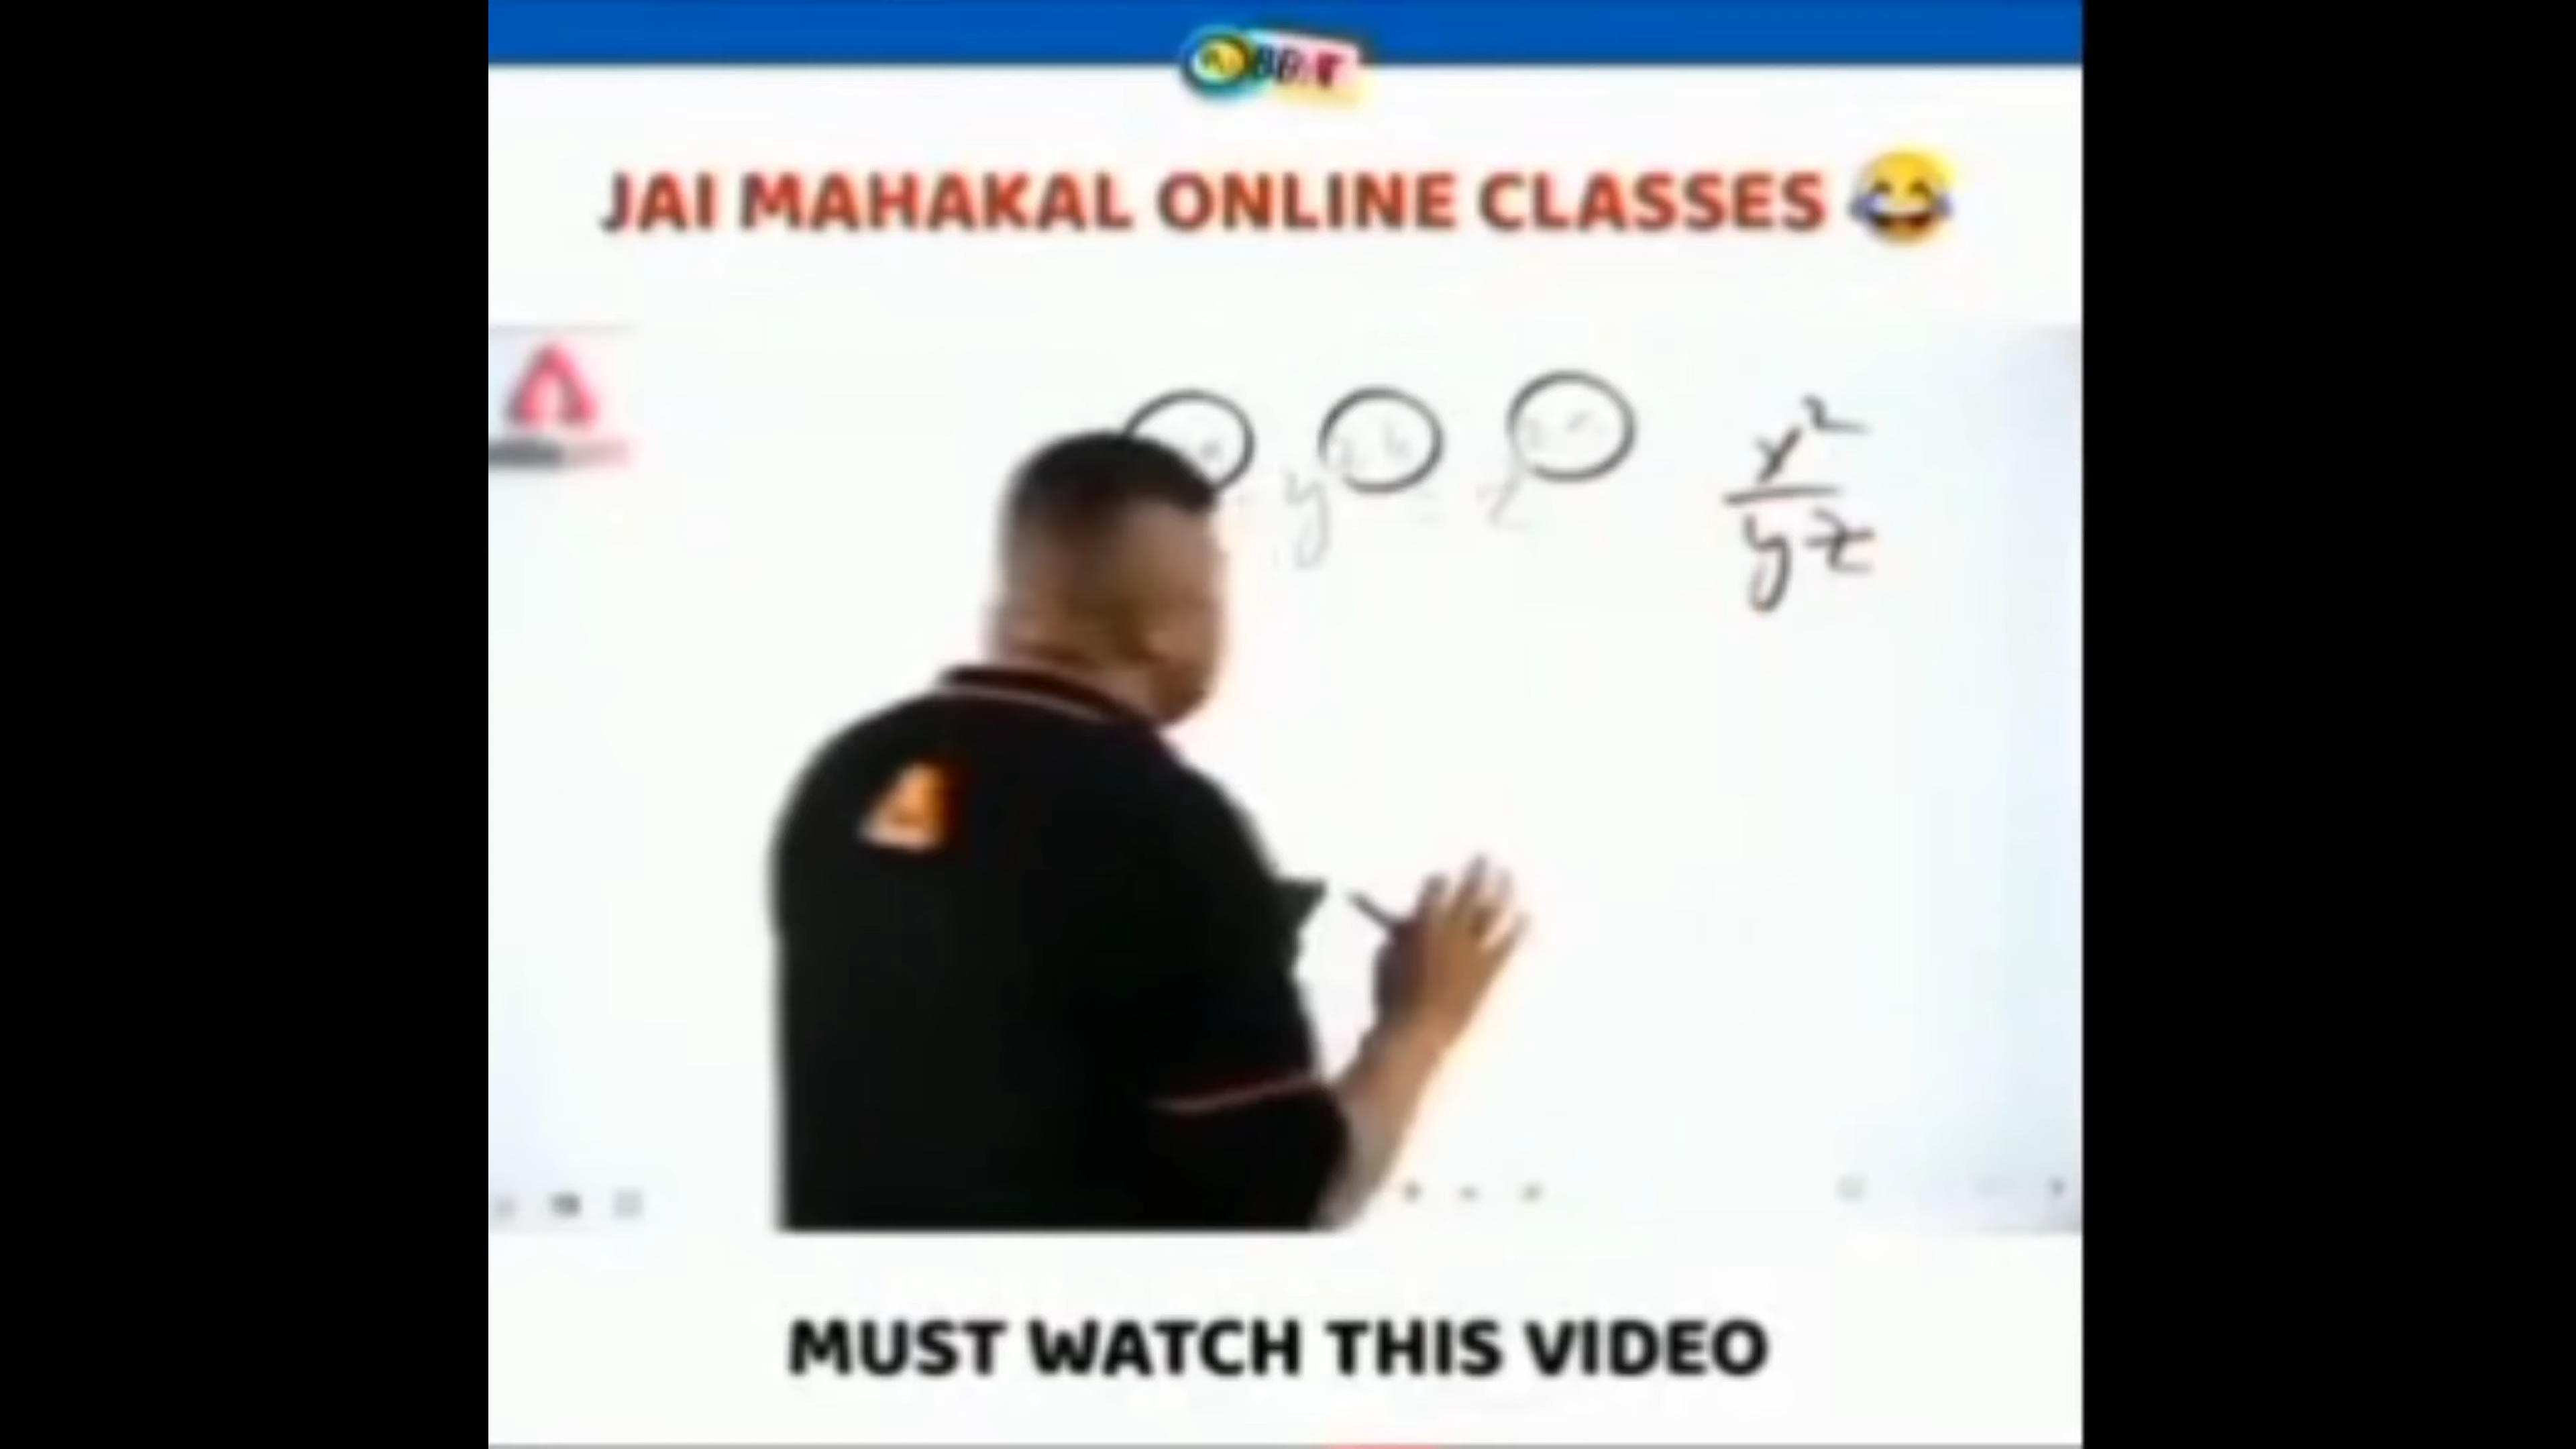 JAI MAHAKAL ONLINE CLASSES 😂
y = z
x²
yz
MUST WATCH THIS VIDEO